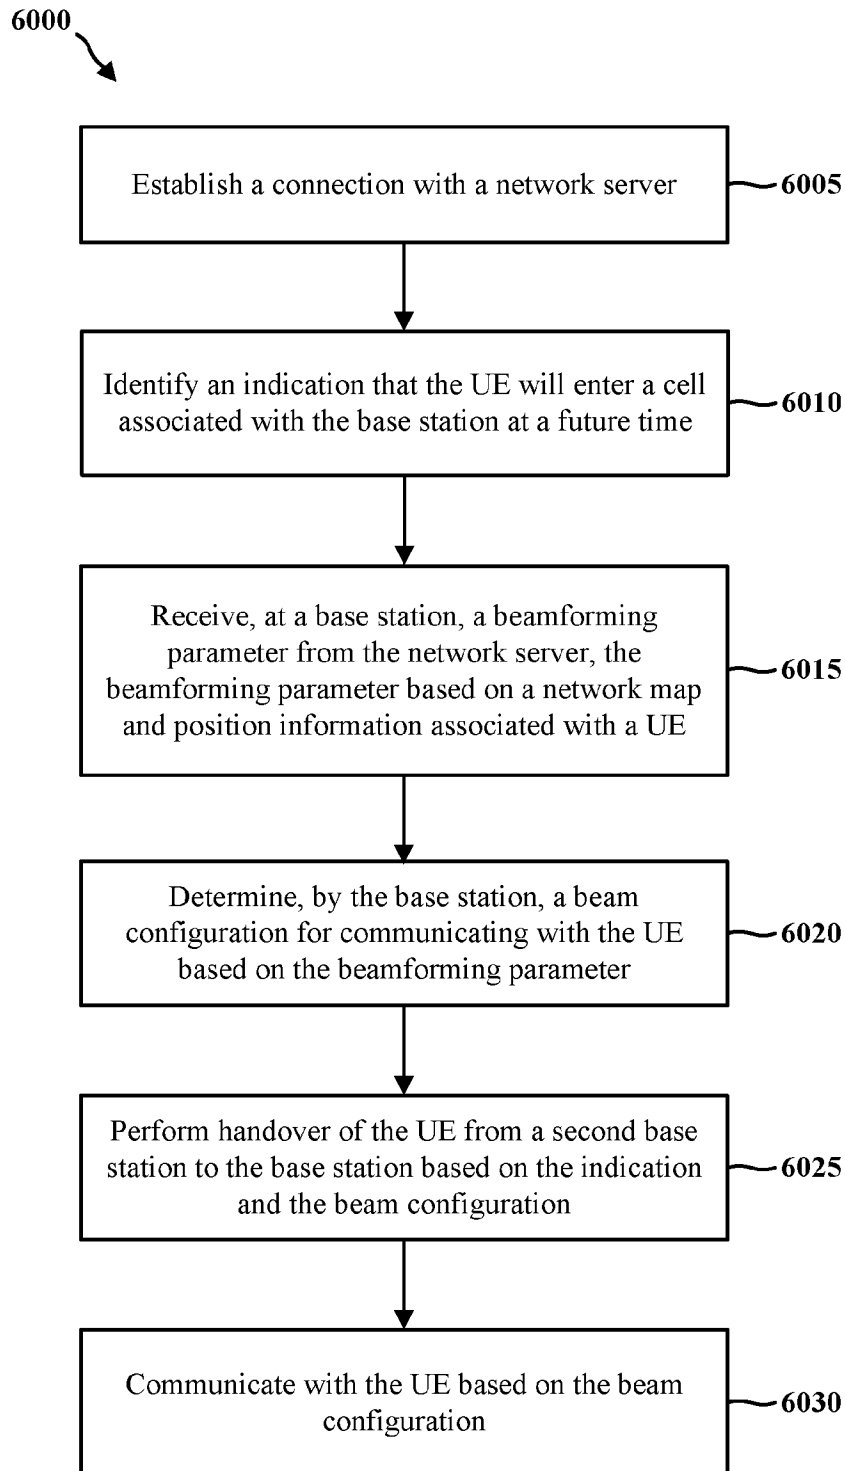 6000
Establish a connection with a network server
6005
Identify an indication that the UE will enter a cell
associated with the base station at a future time
6010
Receive, at a base station, a beamforming
parameter from the network server, the
beamforming parameter based on a network map
and position information associated with a UE
6015
Determine, by the base station, a beam
configuration for communicating with the UE
based on the beamforming parameter
6020
Perform handover of the UE from a second base
station to the base station based on the indication
and the beam configuration
6025
Communicate with the UE based on the beam
configuration
6030